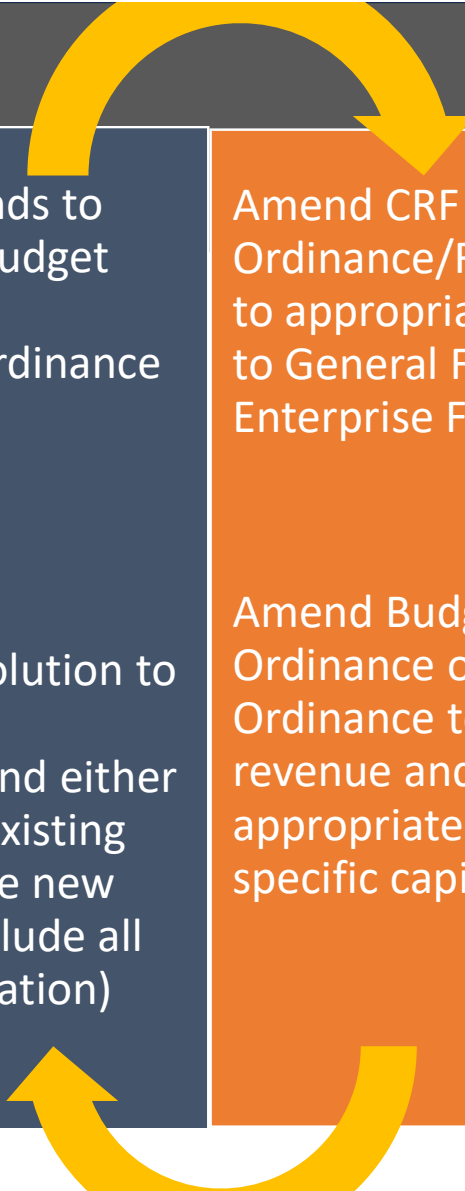 nds to
udget
rdinance
olution to
nd either
xisting
e new
lude all
ation)
Amend CRF
Ordinance/
to appropria
to General F
Enterprise F
Amend Budg
Ordinance o
Ordinance to
revenue and
appropriate
specific capi